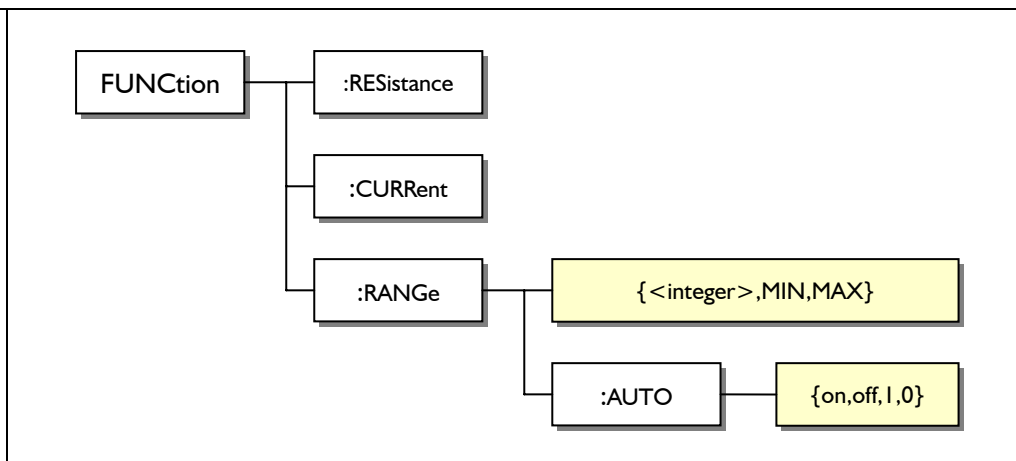 FUNCtion
:RESistance
:CURRent
:RANGe
{<integer>,MIN,MAX}
:AUTO
{on,off,1,0}